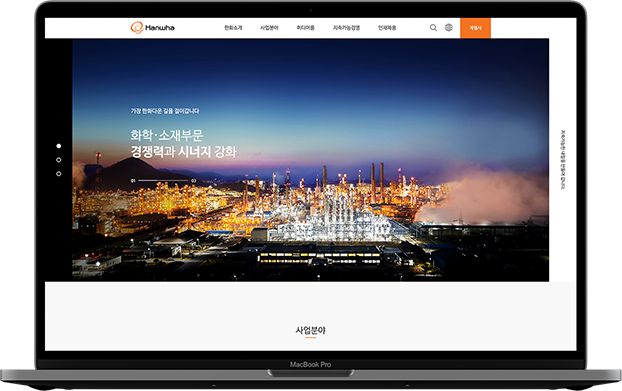 Hanwha
한화소개 사업분야 미디어룸 지속가능경영 인재채용 계열사
가장 한화다운 길을 걸어갑니다
화학·소재부문
경쟁력과 시너지 강화
01 03
사업분야
MacBook Pro